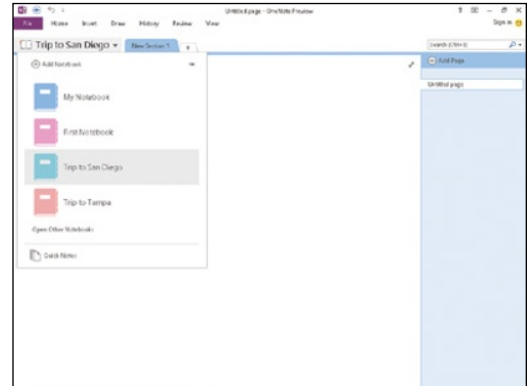 Untitled page - OneNote Preview
File Home Insert Draw History Review View
Sign in
Trip to San Diego New Section 1 +
Search (Ctrl+E)
Add Notebook
Add Page
Untitled page
My Notebook
First Notebook
Trip to San Diego
Trip to Tampa
Open Other Notebooks
Quick Notes